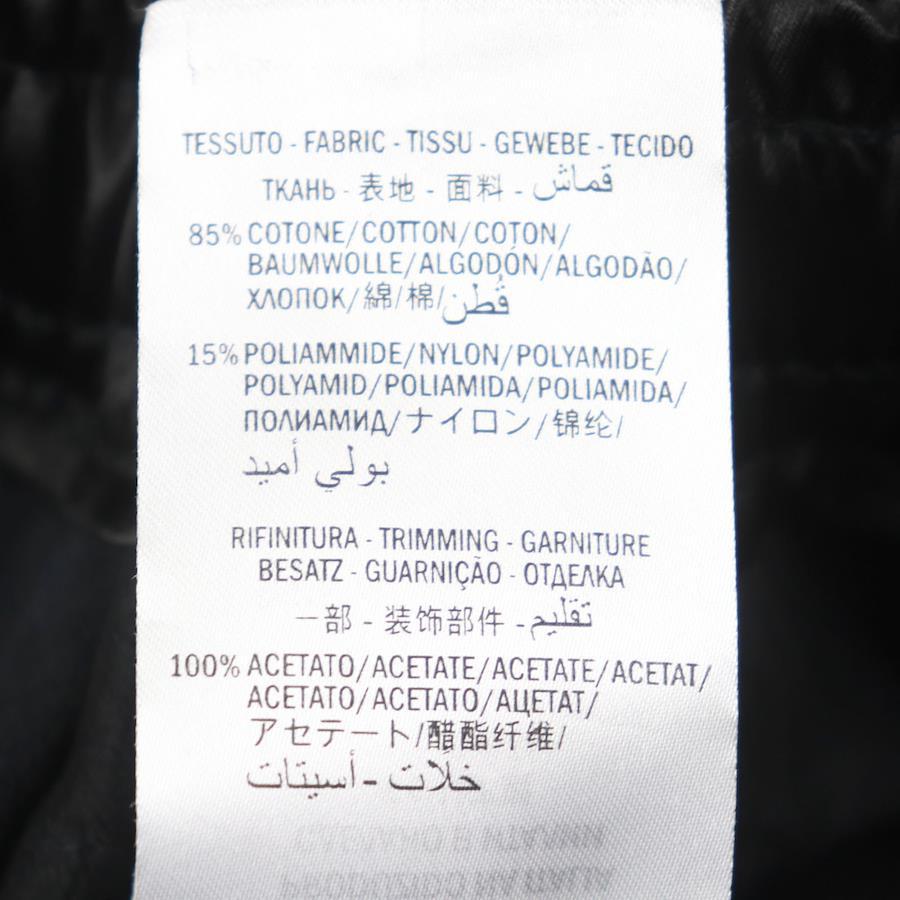 TESSUTO - FABRIC - TISSU - GEWEBE - TECIDO
ТКАНЬ - 表地 - 面料 - قماش
85% COTONE/COTTON/COTON/
BAUMWOLLE/ALGODÓN/ALGODÃO/
ХЛОПОК/綿/棉/قُطن
15% POLIAMMIDE/NYLON/POLYAMIDE/
POLYAMID/POLIAMIDA/POLIAMIDA/
ПОЛИАМИД/ナイロン/锦纶/
بولي أميد
RIFINITURA - TRIMMING - GARNITURE
BESATZ - GUARNIÇÃO - ОТДЕЛКА
一部 - 装饰部件 - تقليم
100% ACETATO/ACETATE/ACETATE/ACETAT/
ACETATO/ACETATO/АЦЕТАТ/
アセテート/醋酯纤维/
خلات - أسيتات